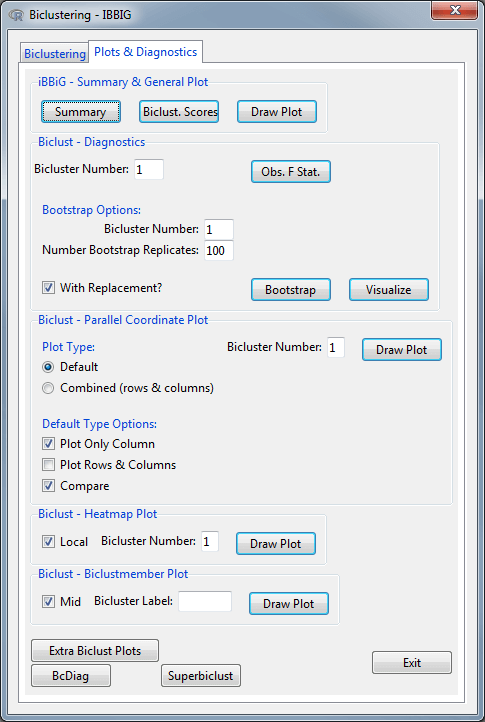 Biclustering - IBBIG
Biclustering Plots & Diagnostics
iBBiG - Summary & General Plot
Summary Biclust. Scores Draw Plot
Biclust - Diagnostics
Bicluster Number: 1 Obs. F Stat.
Bootstrap Options:
Bicluster Number: 1
Number Bootstrap Replicates: 100
With Replacement? Bootstrap Visualize
Biclust - Parallel Coordinate Plot
Plot Type: Bicluster Number: 1 Draw Plot
Default
Combined (rows & columns)
Default Type Options:
Plot Only Column
Plot Rows & Columns
Compare
Biclust - Heatmap Plot
Local Bicluster Number: 1 Draw Plot
Biclust - Biclustmember Plot
Mid Bicluster Label: Draw Plot
Extra Biclust Plots
Exit
BcDiag Superbiclust